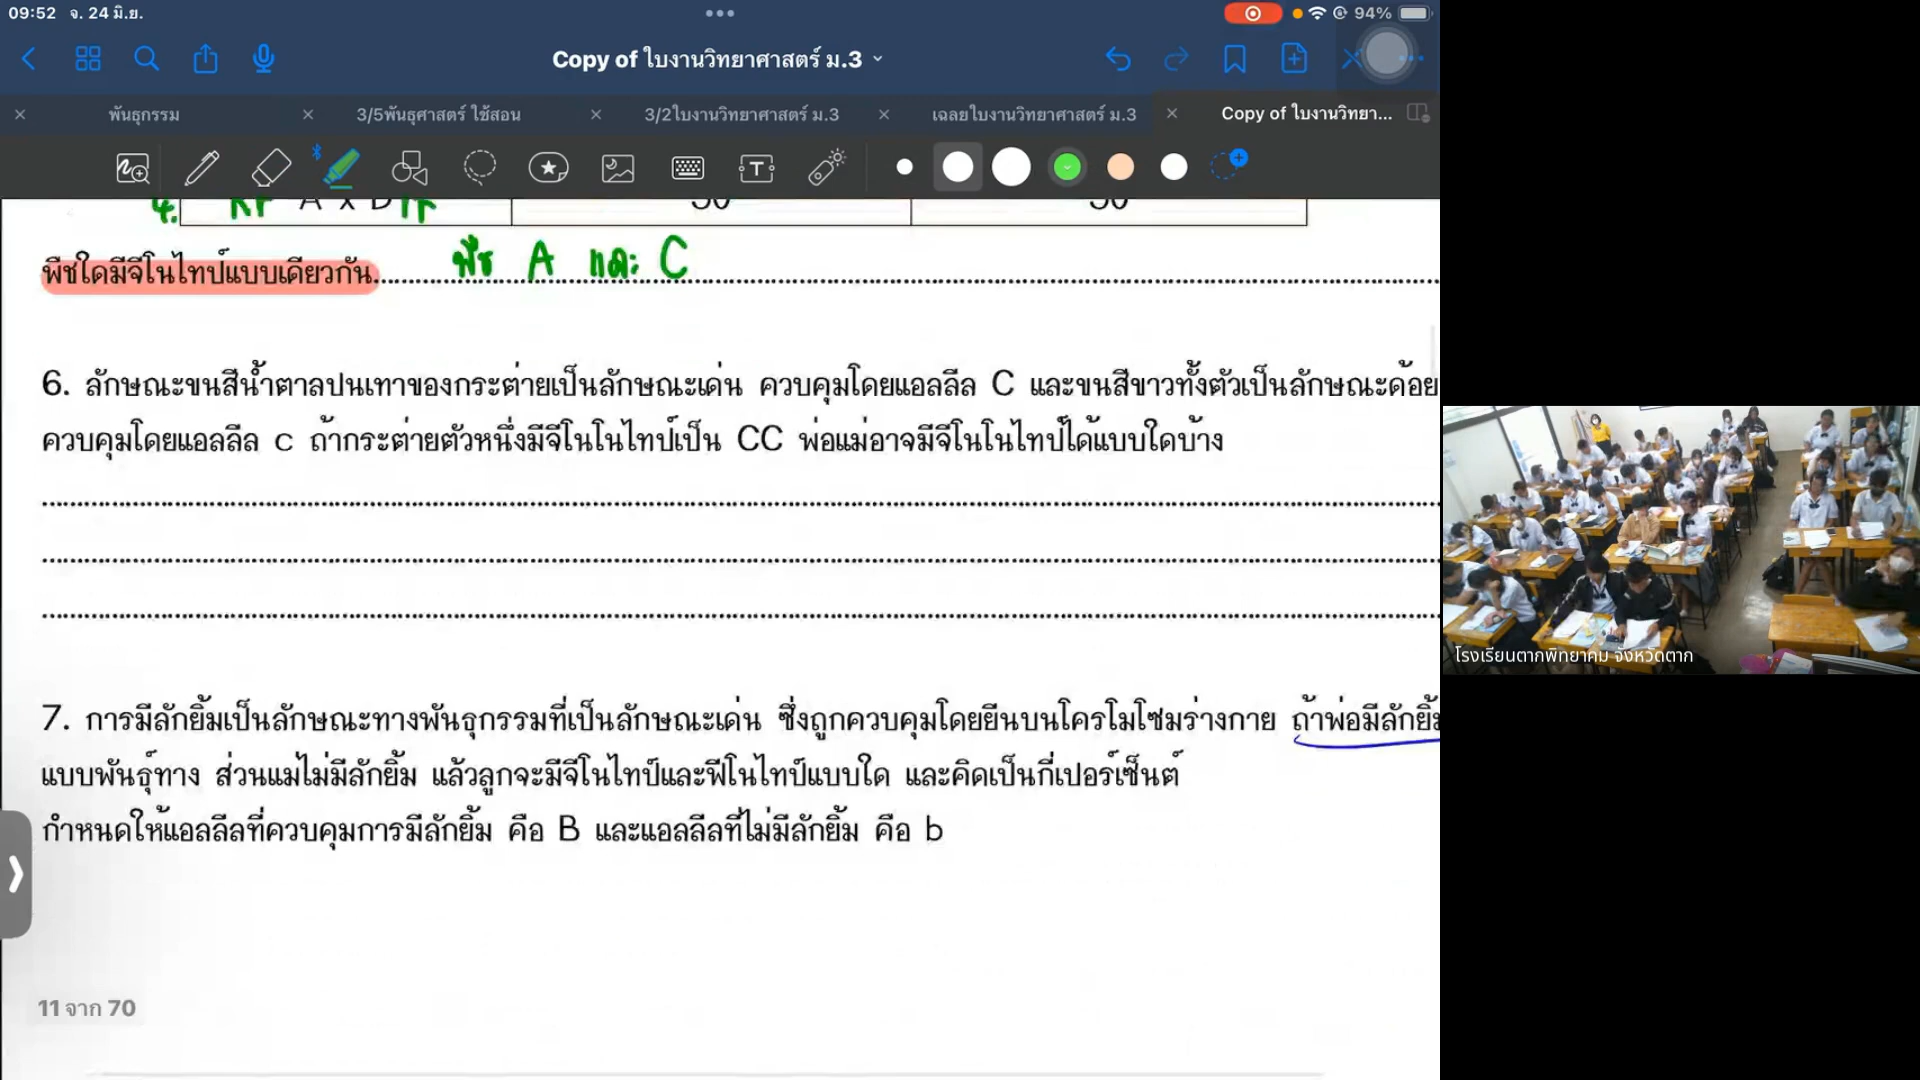 09:52 จ. 24 มิ.ย.
94%
Copy of ใบงานวิทยาศาสตร์ ม.3
พันธุกรรม
3/5พันธุศาสตร์ ใช้สอน
3/2ใบงานวิทยาศาสตร์ ม.3
เฉลยใบงานวิทยาศาสตร์ ม.3
Copy of ใบงานวิทยา...
4. A x D 50 50
พืชใดมีจีโนไทป์แบบเดียวกัน พืช A และ C
6. ลักษณะขนสีน้ำตาลปนเทาของกระต่ายเป็นลักษณะเด่น ควบคุมโดยแอลลีล C และขนสีขาวทั้งตัวเป็นลักษณะด้อย
ควบคุมโดยแอลลีล c ถ้ากระต่ายตัวหนึ่งมีจีโนโนไทป์เป็น CC พ่อแม่อาจมีจีโนโนไทป์ได้แบบใดบ้าง
7. การมีลักยิ้มเป็นลักษณะทางพันธุกรรมที่เป็นลักษณะเด่น ซึ่งถูกควบคุมโดยยีนบนโครโมโซมร่างกาย ถ้าพ่อมีลักยิ้ม
แบบพันธุ์ทาง ส่วนแม่ไม่มีลักยิ้ม แล้วลูกจะมีจีโนไทป์และฟีโนไทป์แบบใด และคิดเป็นกี่เปอร์เซ็นต์
กำหนดให้แอลลีลที่ควบคุมการมีลักยิ้ม คือ B และแอลลีลที่ไม่มีลักยิ้ม คือ b
11 จาก 70
โรงเรียนตากพิทยาคม จังหวัดตาก